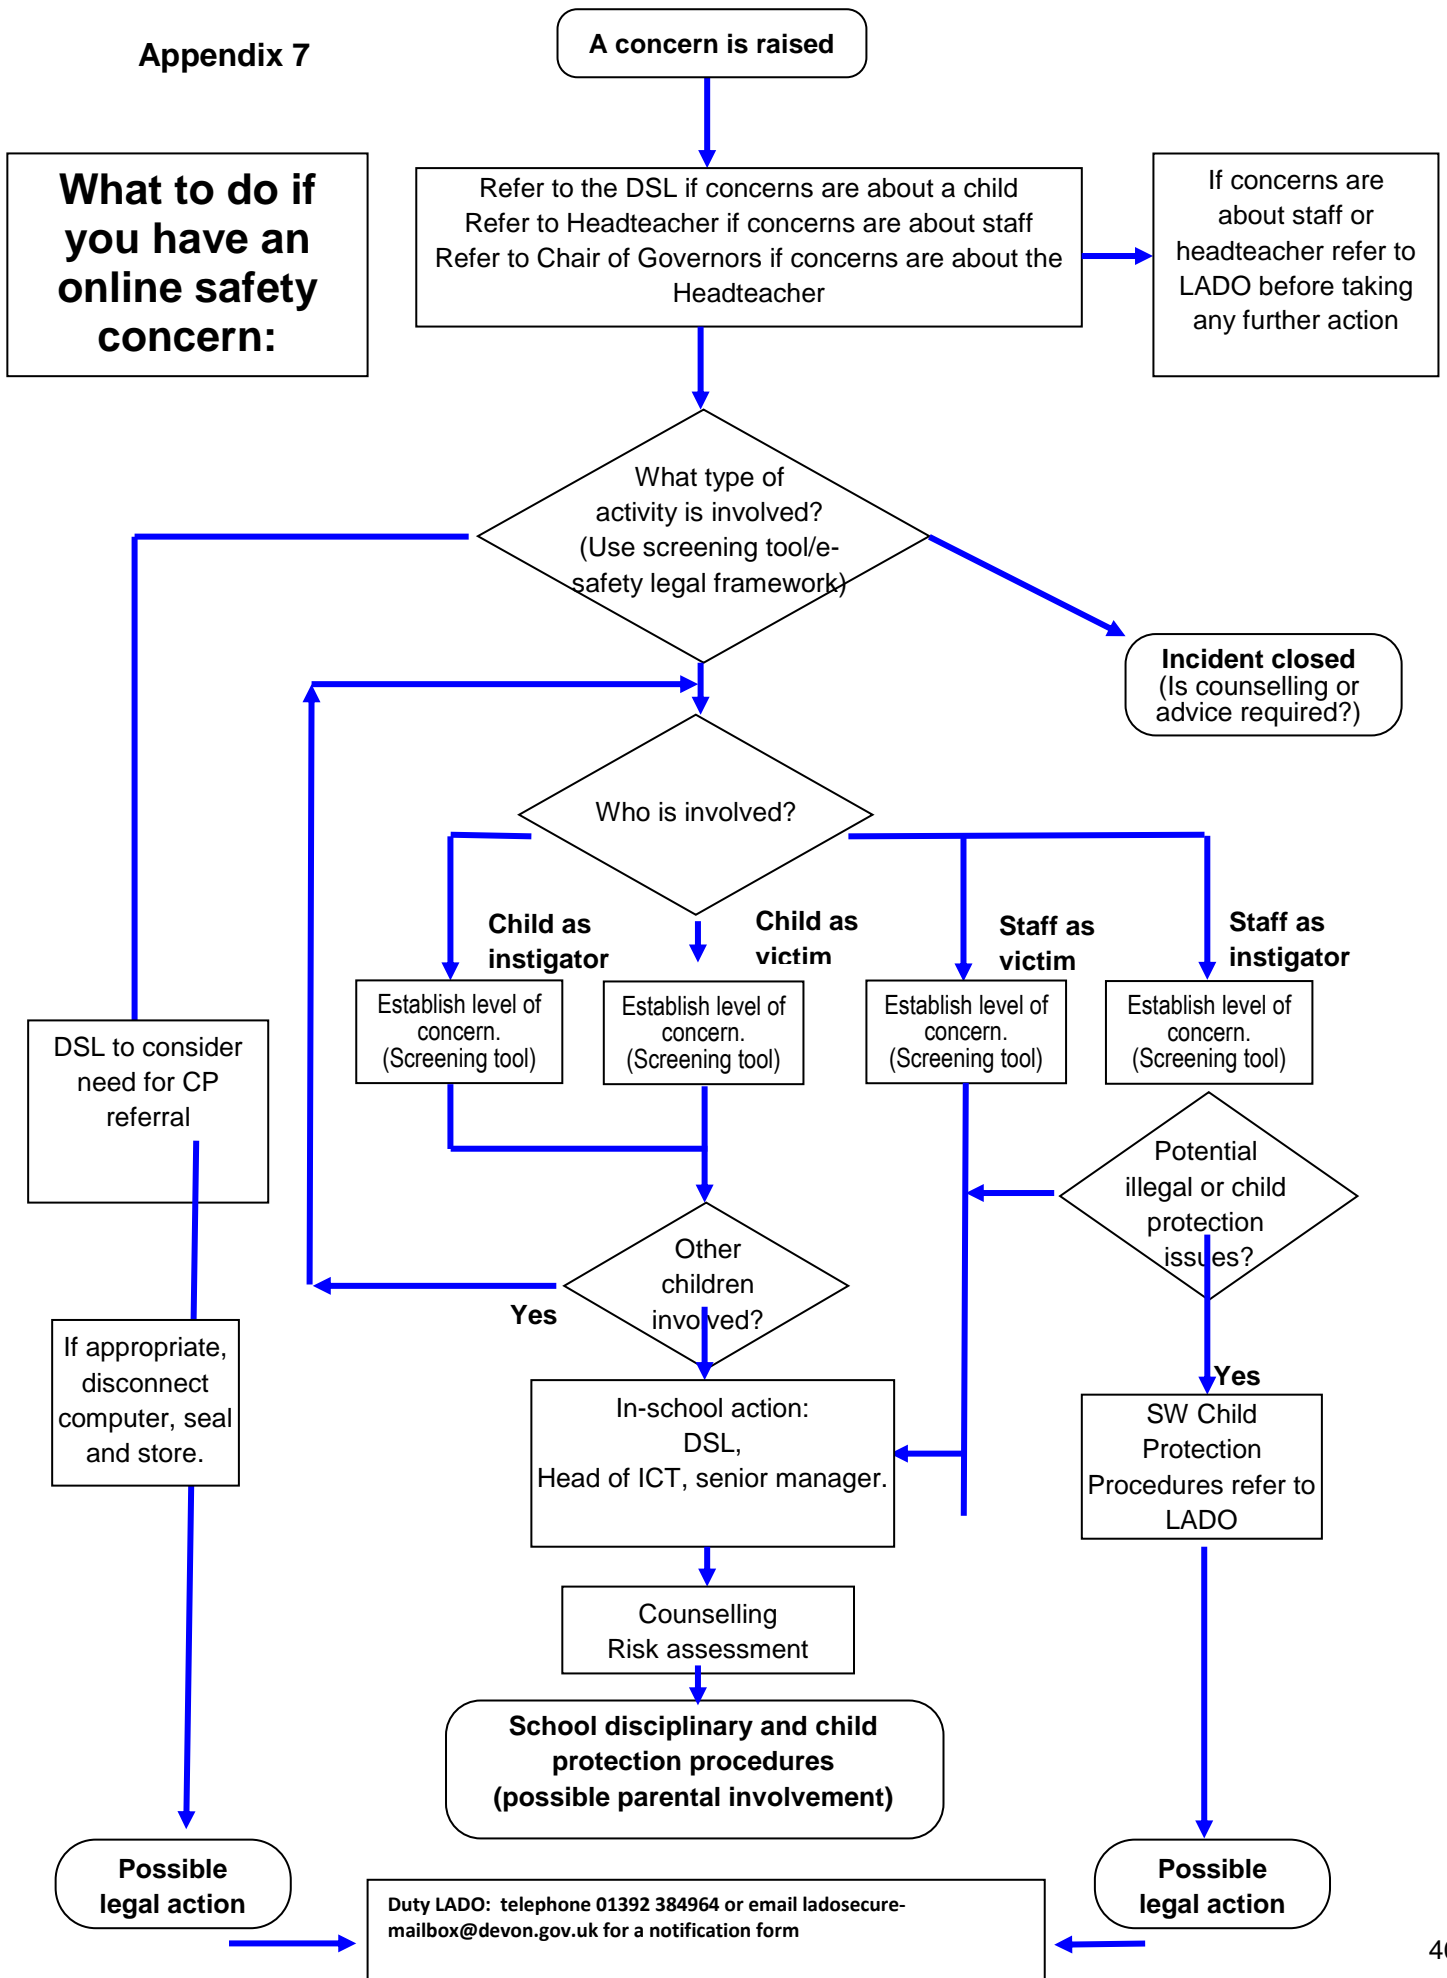 Appendix 7
A concern is raised
What to do if
you have an
online safety
concern:
Refer to the DSL if concerns are about a child
Refer to Headteacher if concerns are about staff
Refer to Chair of Governors if concerns are about the
Headteacher
If concerns are
about staff or
headteacher refer to
LADO before taking
any further action
What type of
activity is involved?
(Use screening tool/e-
safety legal framework)
Incident closed
(Is counselling or
advice required?)
Who is involved?
Child as
instigator
Child as
victim
Staff as
victim
Staff as
instigator
Establish level of
concern.
(Screening tool)
Establish level of
concern.
(Screening tool)
Establish level of
concern.
(Screening tool)
Establish level of
concern.
(Screening tool)
DSL to consider
need for CP
referral
Potential
illegal or child
protection
issues?
Other
children
involved?
Yes
If appropriate,
disconnect
computer, seal
and store.
Yes
In-school action:
DSL,
Head of ICT, senior manager.
SW Child
Protection
Procedures refer to
LADO
Counselling
Risk assessment
School disciplinary and child
protection procedures
(possible parental involvement)
Possible
legal action
Possible
legal action
Duty LADO: telephone 01392 384964 or email ladosecure-
mailbox@devon.gov.uk for a notification form